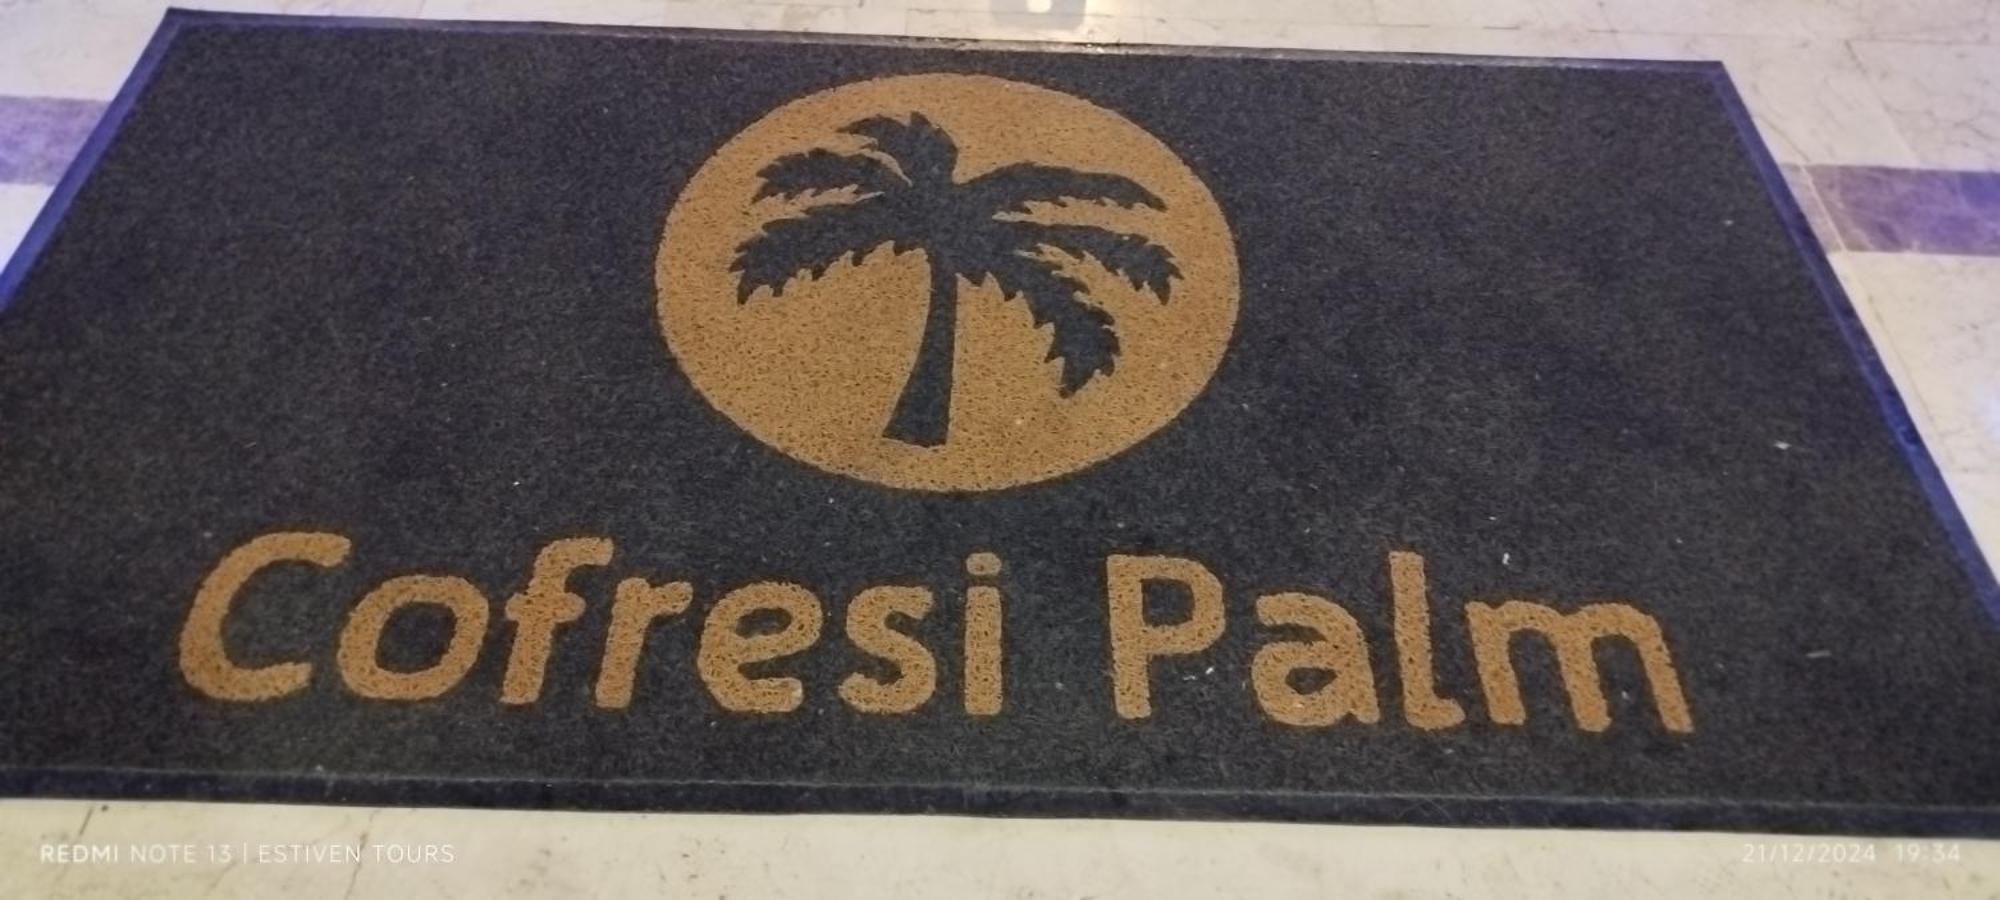 Cofresi Palm
REDMI NOTE 13 | ESTIVEN TOURS
21/12/2024 19:34